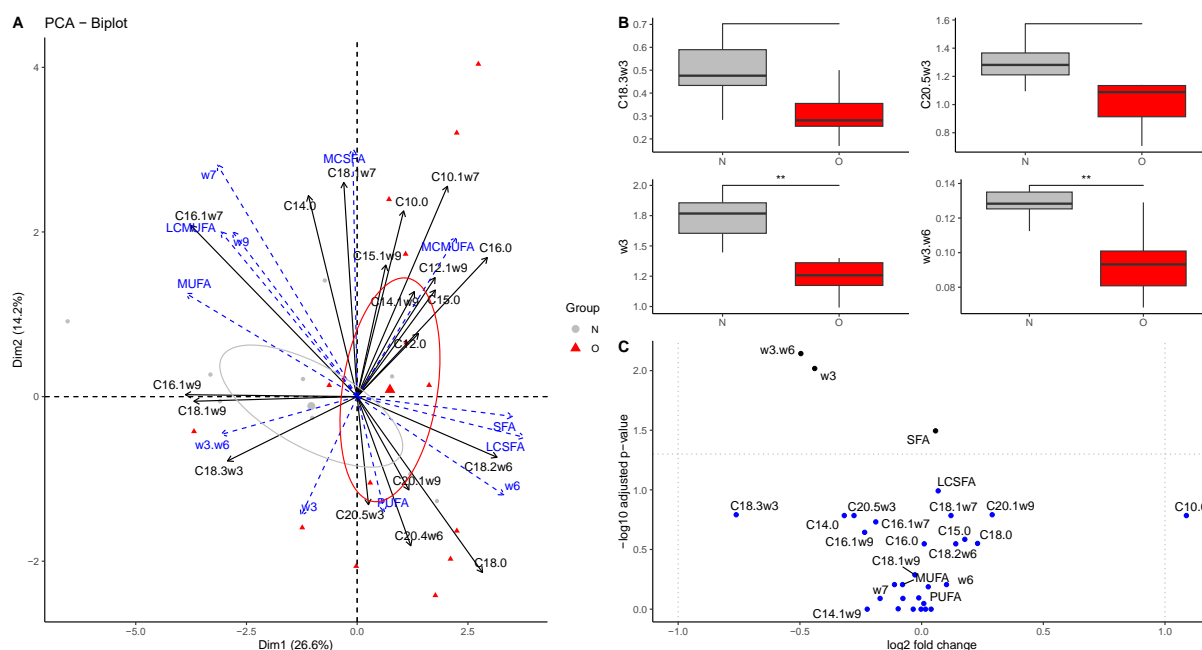 A
PCA − Biplot
4
2
0
−2
−5.0
−2.5
0.0
2.5
Dim1 (26.6%)
Dim2 (14.2%)
MCSFA
C18.1w7
w7
C14.0
C10.1w7
C10.0
C16.1w7
LCMUFA
w9
MCMUFA
C16.0
C15.1w9
C12.1w9
MUFA
C14.1w9
C15.0
C12.0
C16.1w9
C18.1w9
SFA
w3.w6
LCSFA
C18.3w3
C18.2w6
C20.1w9
w6
w3
PUFA
C20.5w3
C20.4w6
C18.0
Group
N
O
B
0.7
0.6
0.5
0.4
0.3
0.2
C18.3w3
N
O
1.6
1.4
1.2
1.0
0.8
C20.5w3
N
O
2.0
1.8
1.5
1.2
1.0
w3
**
N
O
0.14
0.12
0.10
0.08
w3.w6
**
N
O
C
2.0
1.5
1.0
0.5
0.0
−log10 adjusted p−value
w3.w6
w3
SFA
LCSFA
C18.3w3
C20.5w3
C18.1w7
C20.1w9
C10.0
C14.0
C16.1w7
C16.1w9
C16.0
C15.0
C18.0
C18.2w6
C18.1w9
MUFA
w6
w7
PUFA
C14.1w9
−1.0
−0.5
0.0
0.5
1.0
log2 fold change